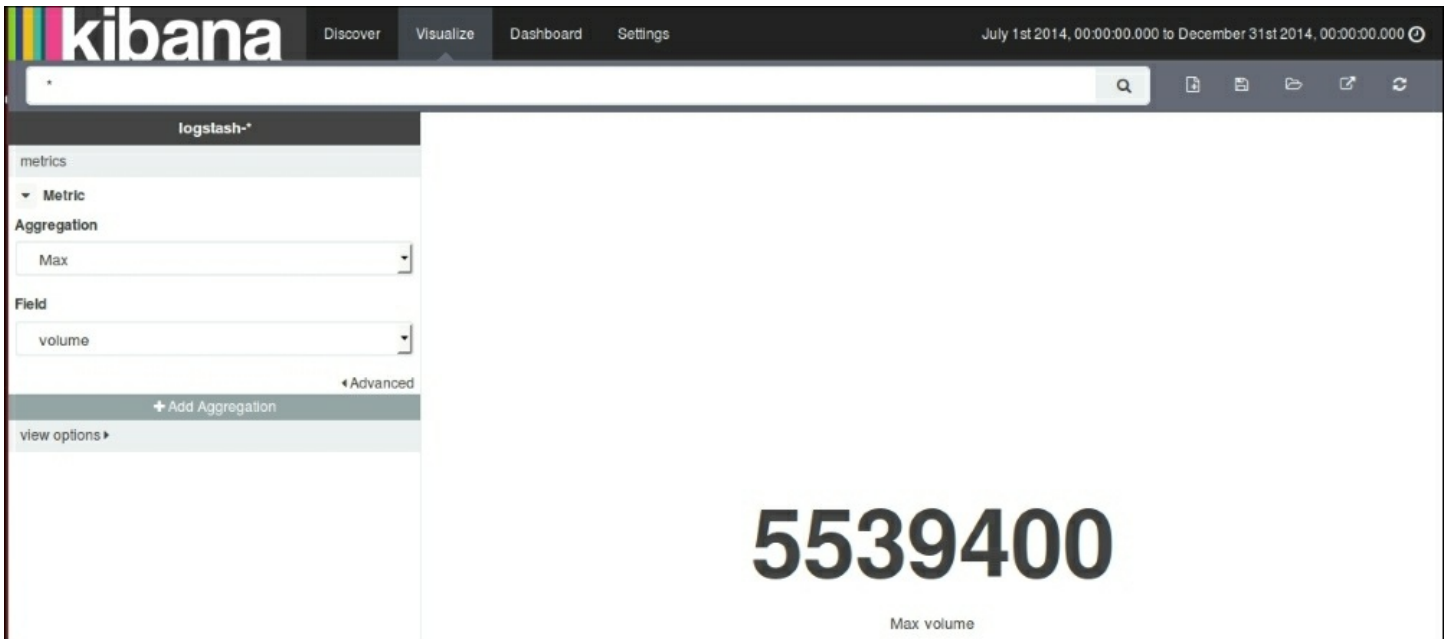 kibana
Discover Visualize Dashboard Settings July 1st 2014, 00:00:00.000 to December 31st 2014, 00:00:00.000
*
logstash-*
metrics
Metric
Aggregation
Max
Field
volume
Advanced
+ Add Aggregation
view options
5539400
Max volume